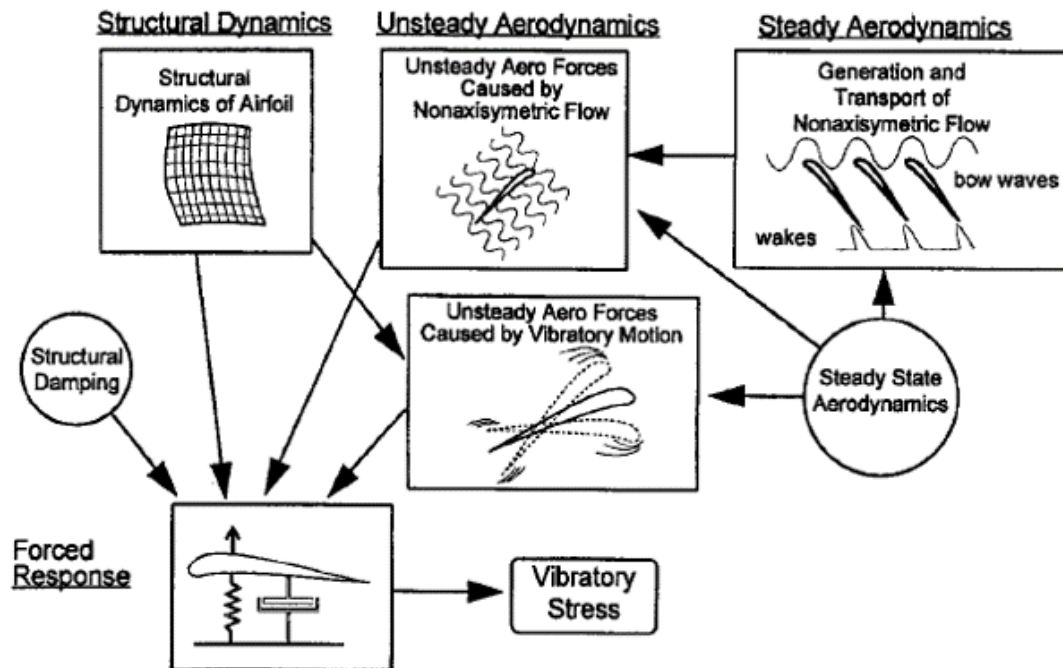 Structural Dynamics
Unsteady Aerodynamics
Steady Aerodynamics
Structural
Dynamics of Airfoil
Unsteady Aero Forces
Caused by
Nonaxisymetric Flow
Generation and
Transport of
Nonaxisymetric Flow
bow waves
wakes
Unsteady Aero Forces
Caused by Vibratory Motion
Structural
Damping
Steady State
Aerodynamics
Forced
Response
Vibratory
Stress